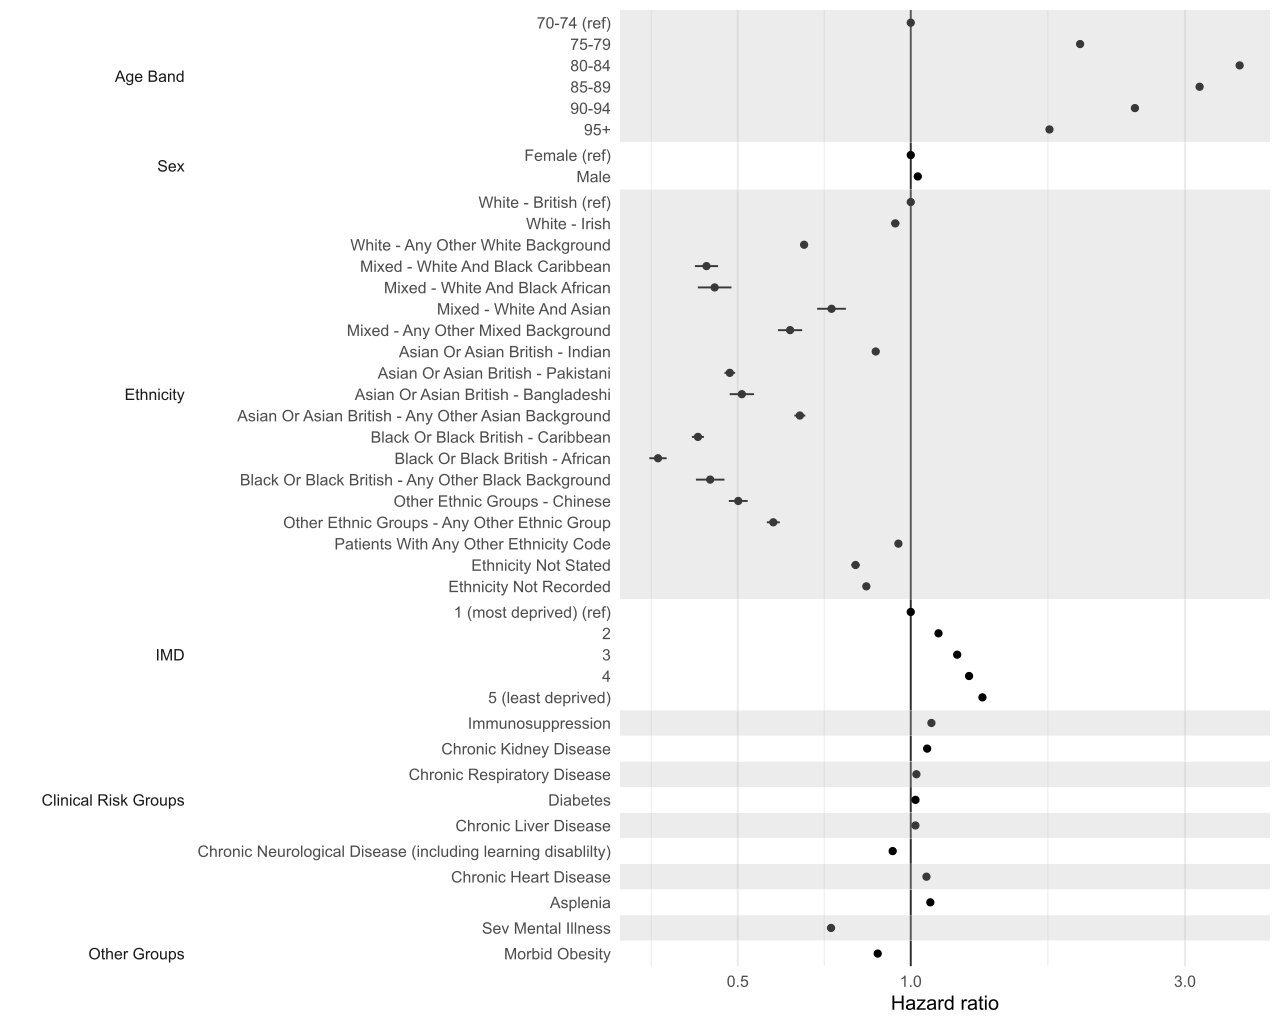 70-74 (ref)
75-79
80-84
Age Band
85-89
90-94
95+
Female (ref)
Sex
Male
White - British (ref)
White - Irish
White - Any Other White Background
Mixed - White And Black Caribbean
Mixed - White And Black African
Mixed - White And Asian
Mixed - Any Other Mixed Background
Asian Or Asian British - Indian
Asian Or Asian British - Pakistani
Ethnicity
Asian Or Asian British - Bangladeshi
Asian Or Asian British - Any Other Asian Background
Black Or Black British - Caribbean
Black Or Black British - African
Black Or Black British - Any Other Black Background
Other Ethnic Groups - Chinese
Other Ethnic Groups - Any Other Ethnic Group
Patients With Any Other Ethnicity Code
Ethnicity Not Stated
Ethnicity Not Recorded
1 (most deprived) (ref)
2
IMD
3
4
5 (least deprived)
Immunosuppression
Chronic Kidney Disease
Chronic Respiratory Disease
Clinical Risk Groups
Diabetes
Chronic Liver Disease
Chronic Neurological Disease (including learning disablilty)
Chronic Heart Disease
Asplenia
Sev Mental Illness
Other Groups
Morbid Obesity
0.5
1.0
3.0
Hazard ratio